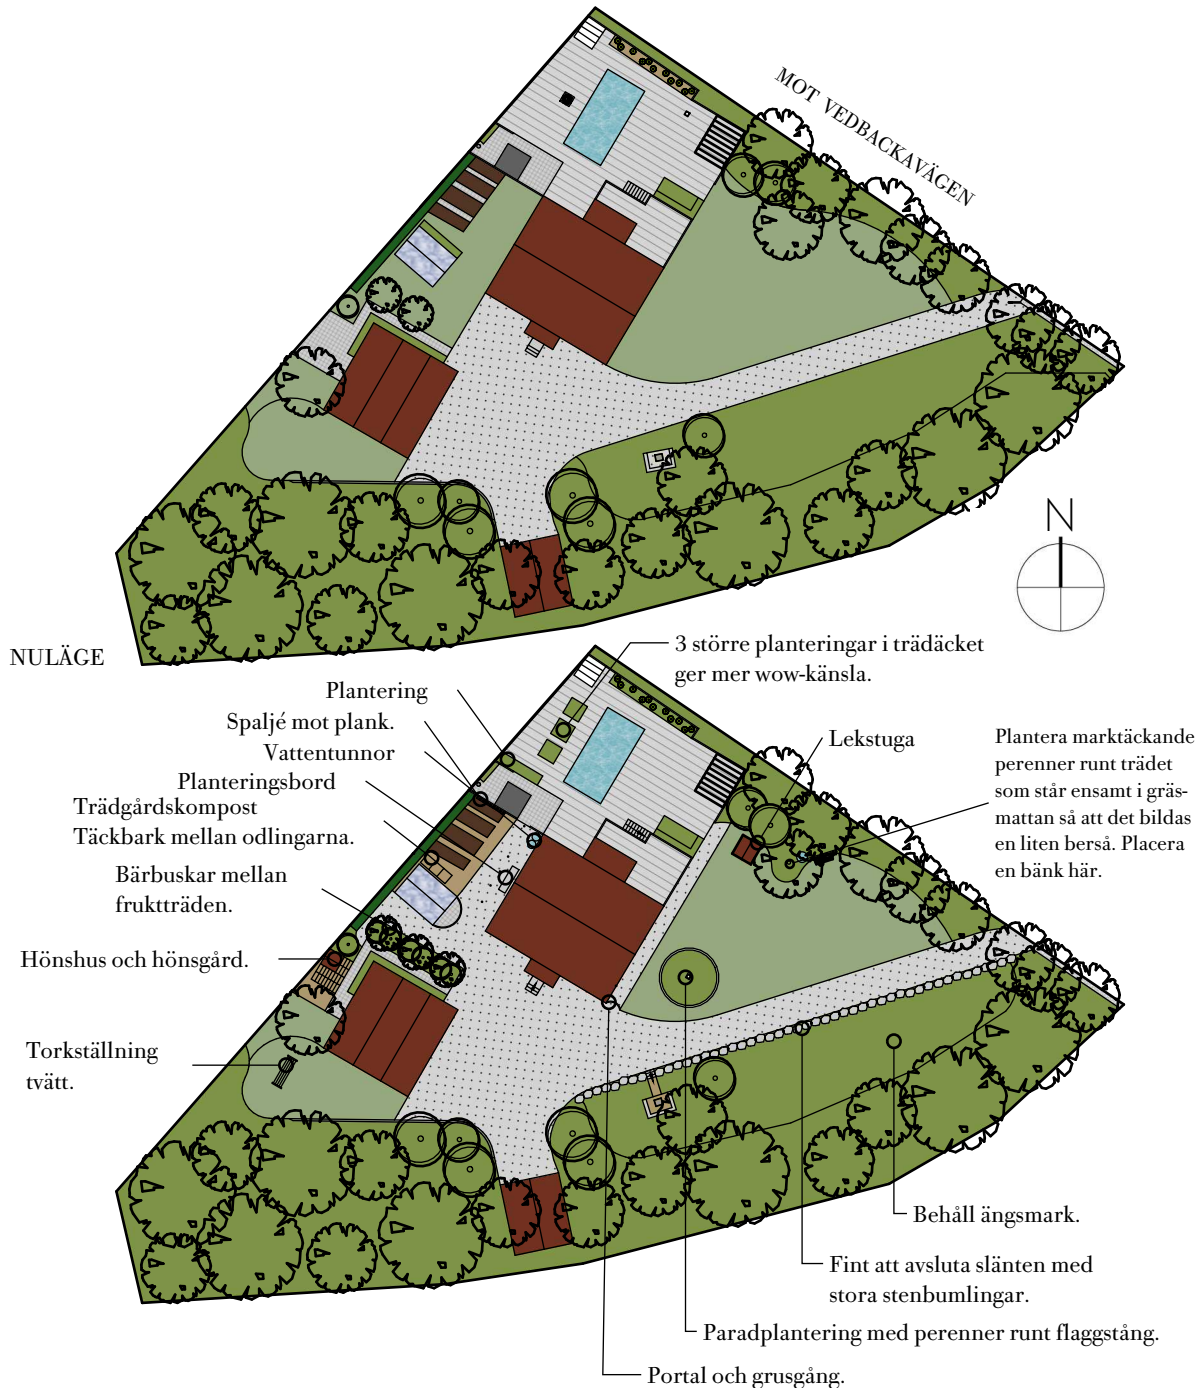 MOT VEDBACKAVÄGEN
N
NULÄGE
3 större planteringar i trädäcket
ger mer wow-känsla.
Plantering
Spaljé mot plank.
Vattentunnor
Planteringsbord
Trädgårdskompost
Täckbark mellan odlingarna.
Bärbuskar mellan
fruktträden.
Hönshus och hönsgård.
Torkställning
tvätt.
Lekstuga
Plantera marktäckande
perenner runt trädet
som står ensamt i gräs-
mattan så att det bildas
en liten berså. Placera
en bänk här.
Behåll ängsmark.
Fint att avsluta slänten med
stora stenbumlingar.
Paradplantering med perenner runt flaggstång.
Portal och grusgång.